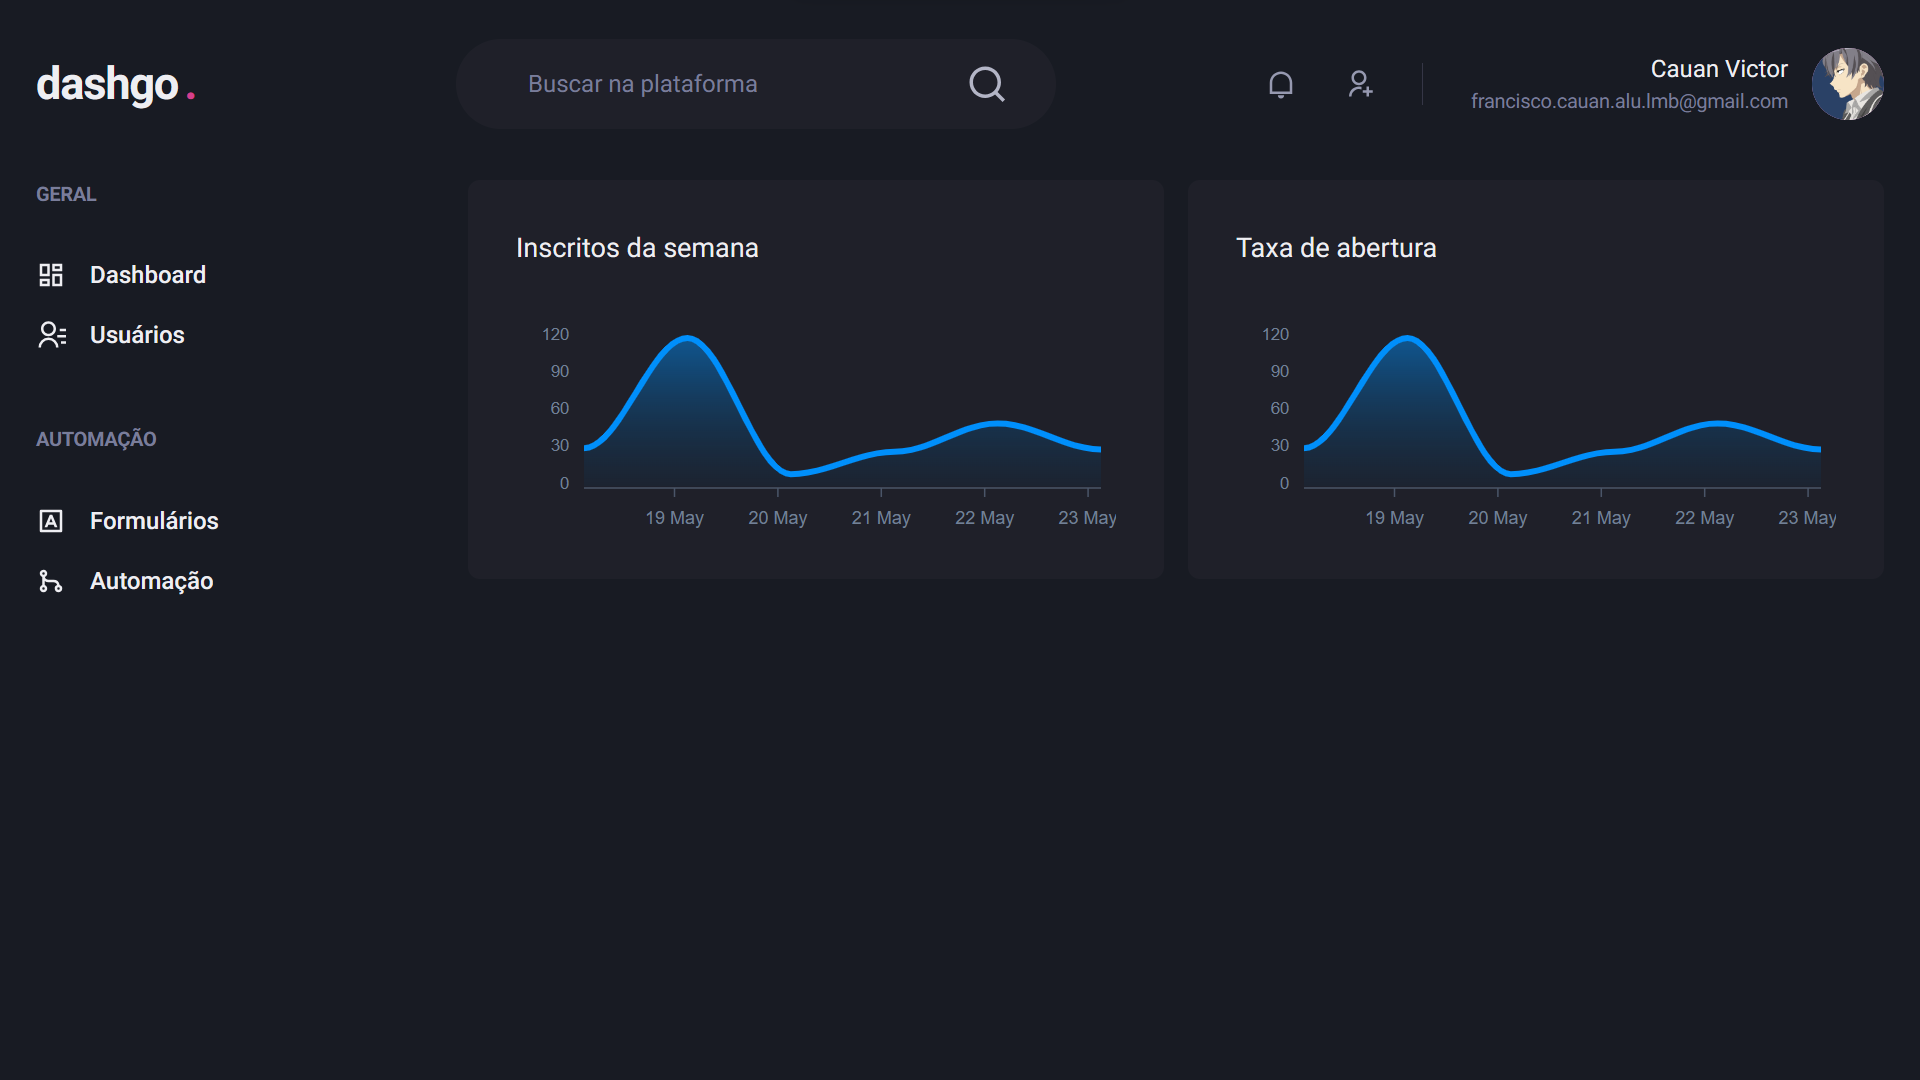 dashgo.
Buscar na plataforma
Cauan Victor
francisco.cauan.alu.lmb@gmail.com
GERAL
Dashboard
Usuários
AUTOMAÇÃO
Formulários
Automação
Inscritos da semana
120
90
60
30
0
19 May 20 May 21 May 22 May 23 May
Taxa de abertura
120
90
60
30
0
19 May 20 May 21 May 22 May 23 May